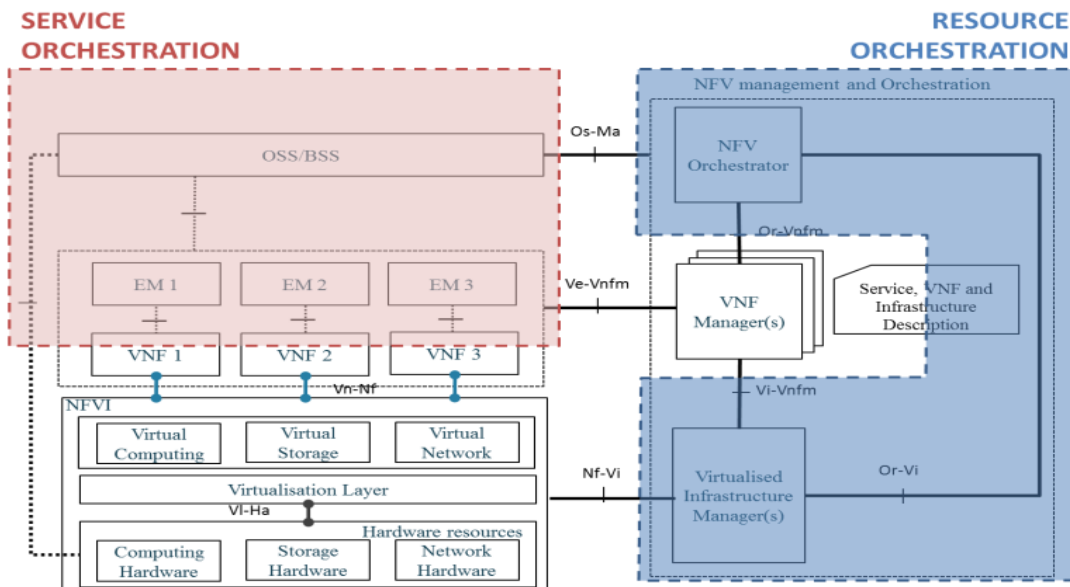 SERVICE
ORCHESTRATION
RESOURCE
ORCHESTRATION
NFV management and Orchestration
Os-Ma
OSS/BSS
NFV
Orchestrator
Or-Vnfm
EM 1
EM 2
EM 3
Ve-Vnfm
VNF
Manager(s)
Service, VNF and
Infrastructure
Description
VNF 1
VNF 2
VNF 3
Vn-Nf
Vi-Vnfm
NFVI
Virtual
Computing
Virtual
Storage
Virtual
Network
Nf-Vi
Virtualised
Infrastructure
Manager(s)
Or-Vi
Virtualisation Layer
Vl-Ha
Hardware resources
Computing
Hardware
Storage
Hardware
Network
Hardware